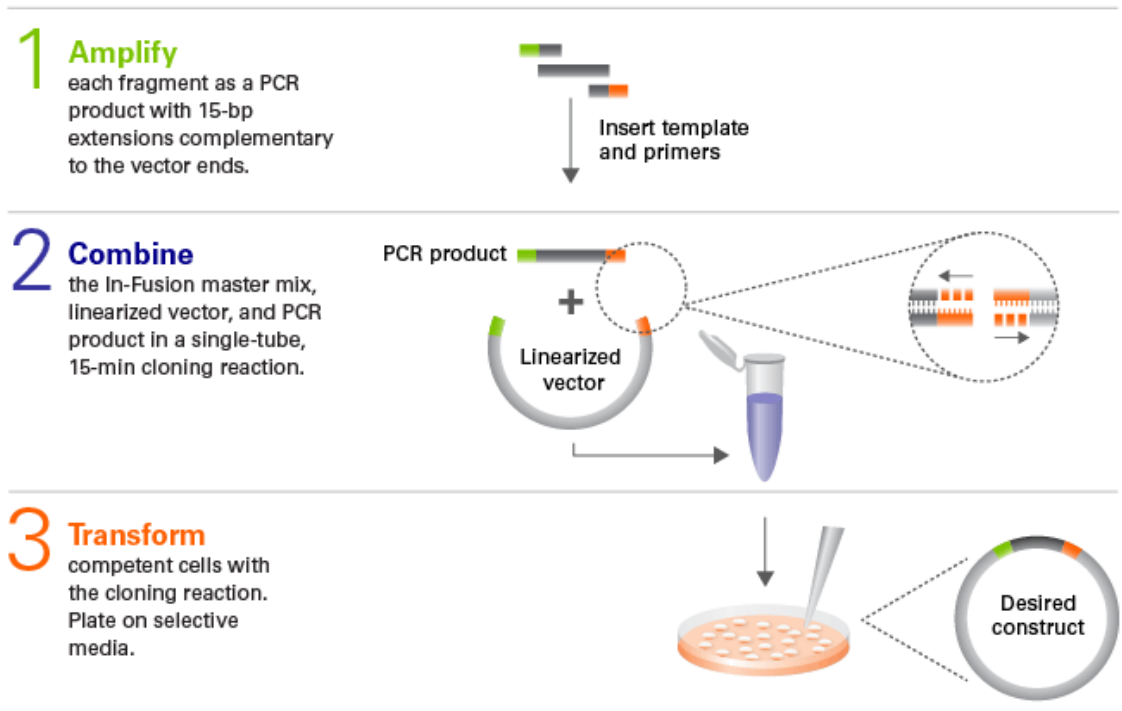 1
Amplify
each fragment as a PCR
product with 15-bp
extensions complementary
to the vector ends.
Insert template
and primers
2
Combine
the In-Fusion master mix,
linearized vector, and PCR
product in a single-tube,
15-min cloning reaction.
PCR product
+
Linearized
vector
3
Transform
competent cells with
the cloning reaction.
Plate on selective
media.
Desired
construct